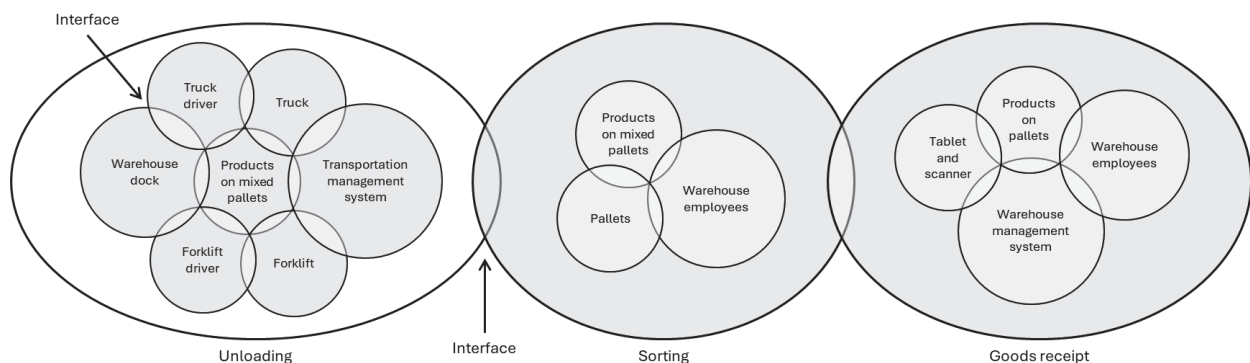 Interface
Truck
driver
Truck
Warehouse
dock
Products
on mixed
pallets
Transportation
management
system
Forklift
driver
Forklift
Unloading
Interface
Products
on mixed
pallets
Pallets
Warehouse
employees
Sorting
Products
on
pallets
Tablet
and
scanner
Warehouse
employees
Warehouse
management
system
Goods receipt